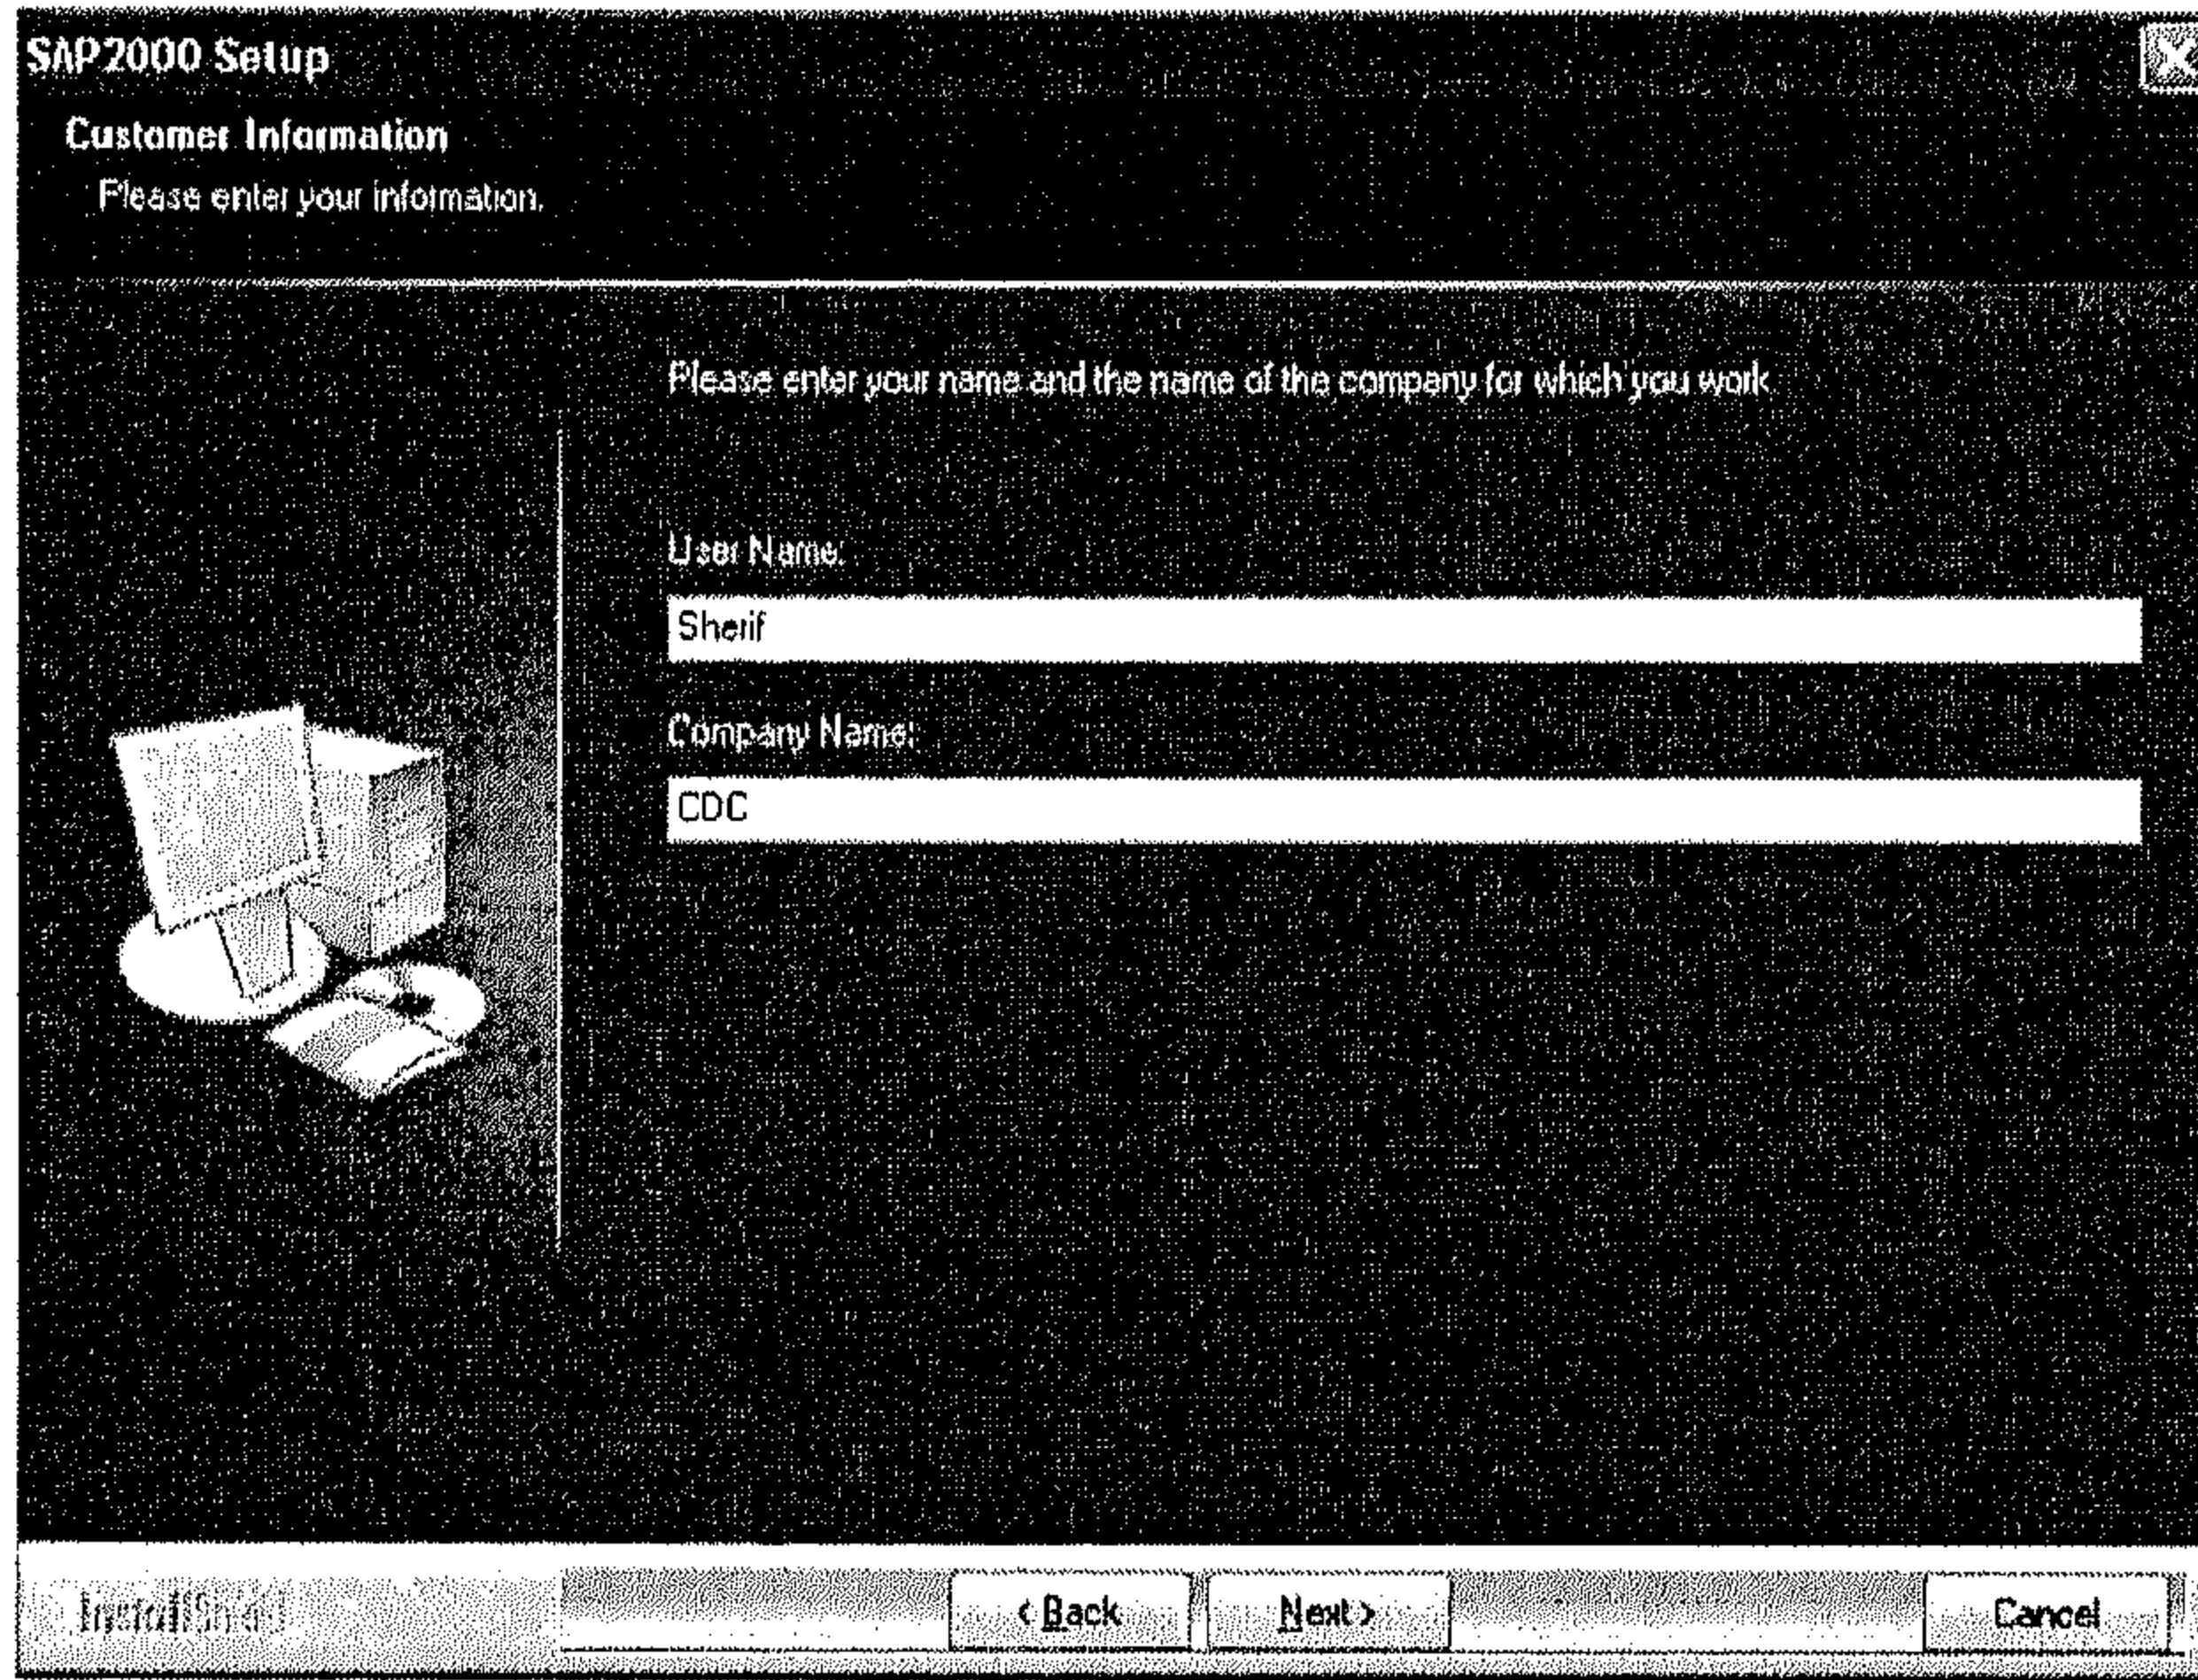 SAP2000 Setup
Customer Information
Please enter your information.
Please enter your name and the name of the company for which you work
User Name:
Sherif
Company Name:
CDC
InstallShield
< Back
Next >
Cancel